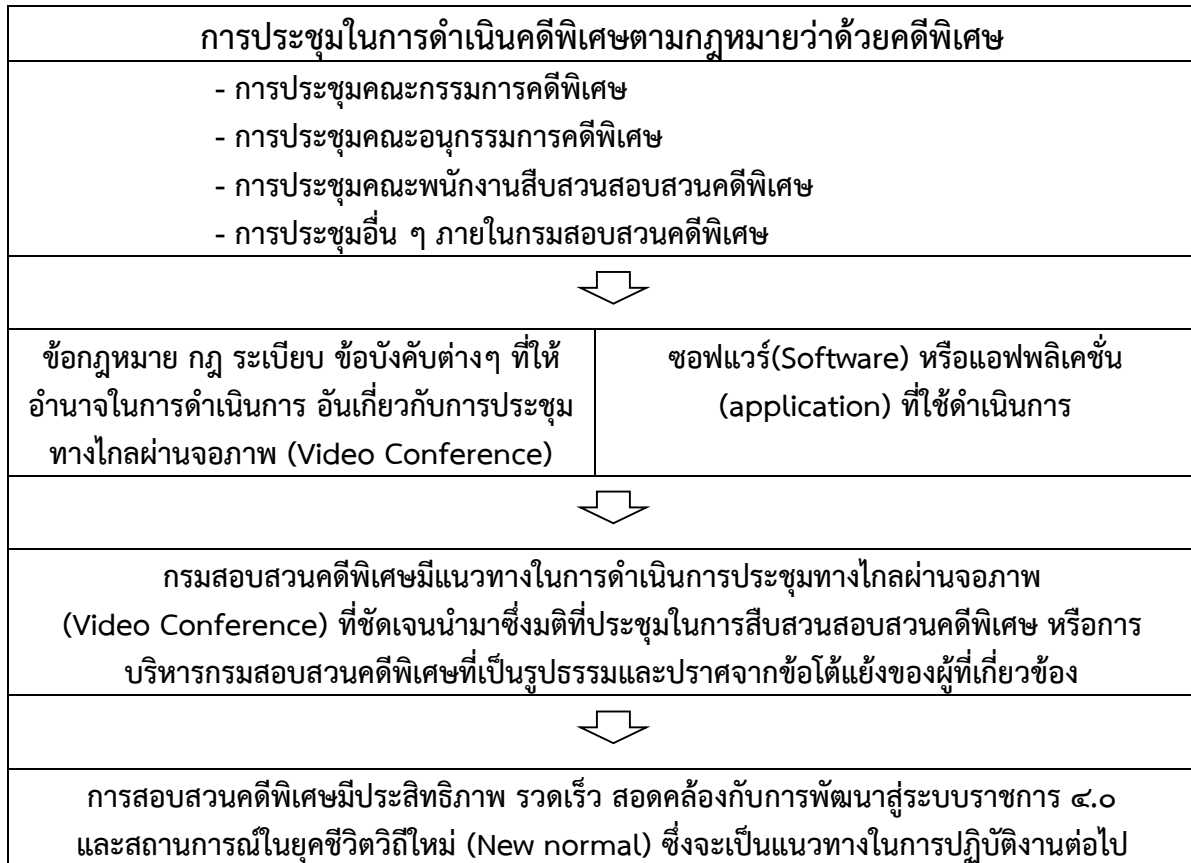 การประชุมในการดำเนินคดีพิเศษตามกฎหมายว่าด้วยคดีพิเศษ
- การประชุมคณะกรรมการคดีพิเศษ
- การประชุมคณะอนุกรรมการคดีพิเศษ
- การประชุมคณะพนักงานสืบสวนสอบสวนคดีพิเศษ
- การประชุมอื่น ๆ ภายในกรมสอบสวนคดีพิเศษ
ข้อกฎหมาย กฎ ระเบียบ ข้อบังคับต่างๆ ที่ให้
อำนาจในการดำเนินการ อันเกี่ยวกับการประชุม
ทางไกลผ่านจอภาพ (Video Conference)
ซอฟแวร์(Software) หรือแอฟพลิเคชั่น
(application) ที่ใช้ดำเนินการ
กรมสอบสวนคดีพิเศษมีแนวทางในการดำเนินการประชุมทางไกลผ่านจอภาพ
(Video Conference) ที่ชัดเจนนำมาซึ่งมติที่ประชุมในการสืบสวนสอบสวนคดีพิเศษ หรือการ
บริหารกรมสอบสวนคดีพิเศษที่เป็นรูปธรรมและปราศจากข้อโต้แย้งของผู้ที่เกี่ยวข้อง
การสอบสวนคดีพิเศษมีประสิทธิภาพ รวดเร็ว สอดคล้องกับการพัฒนาสู่ระบบราชการ ๔.๐
และสถานการณ์ในยุคชีวิตวิถีใหม่ (New normal) ซึ่งจะเป็นแนวทางในการปฏิบัติงานต่อไป